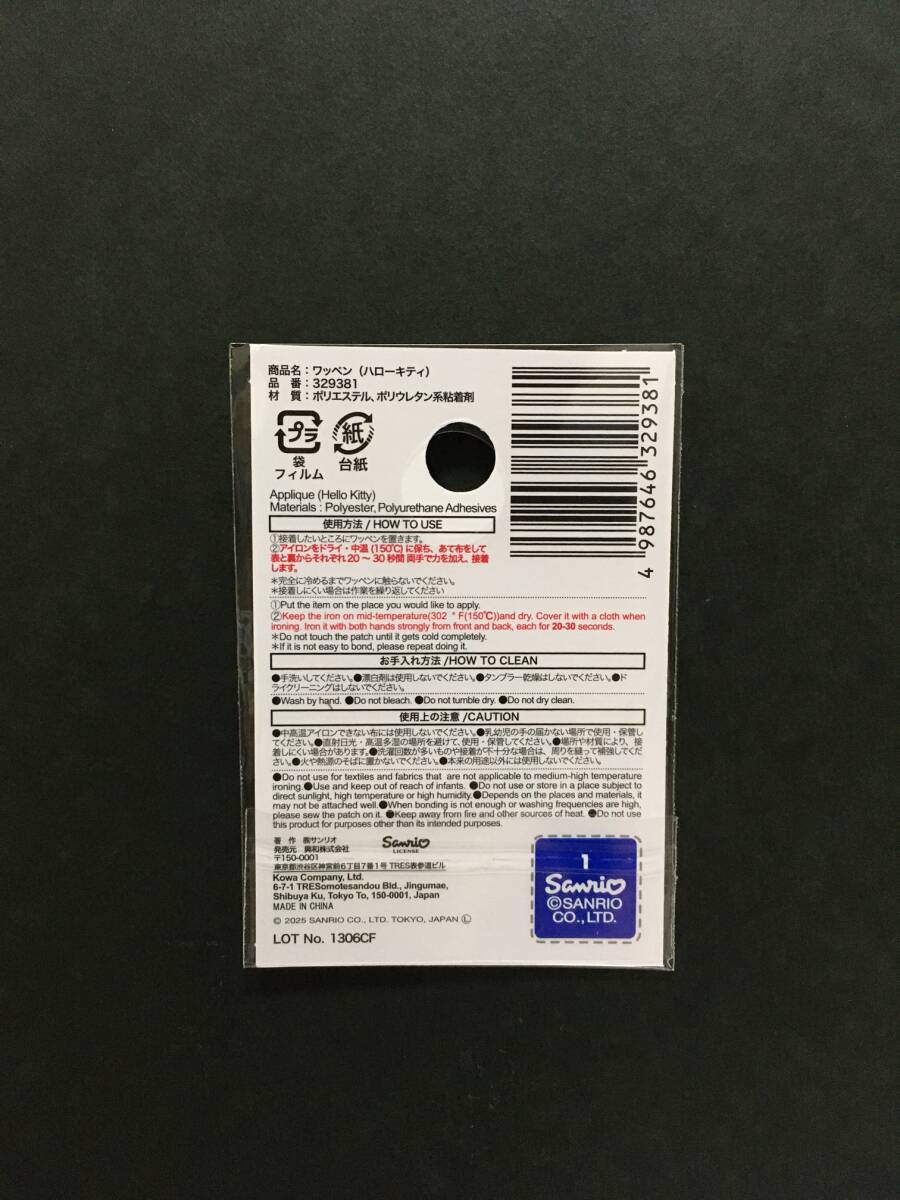 商品名：ワッペン（ハローキティ）
品　番：329381
材　質：ポリエステル、ポリウレタン系粘着剤
プラ
紙
袋
フィルム
台紙
4 987646 329381
Applique (Hello Kitty)
Materials : Polyester, Polyurethane Adhesives
使用方法 / HOW TO USE
①接着したいところにワッペンを置きます。
②アイロンをドライ・中温(150℃)に保ち、あて布をして
表と裏からそれぞれ20〜30秒間 両手で力を加え、接着
します。
＊完全に冷めるまでワッペンに触らないでください。
＊接着しにくい場合は作業を繰り返してください
①Put the item on the place you would like to apply.
②Keep the iron on mid-temperature(302 °F(150℃))and dry. Cover it with a cloth when
ironing. Iron it with both hands strongly from front and back, each for 20-30 seconds.
＊Do not touch the patch until it gets cold completely.
＊If it is not easy to bond, please repeat doing it.
お手入れ方法 /HOW TO CLEAN
●手洗いしてください。●漂白剤は使用しないでください。●タンブラー乾燥はしないでください。●ド
ライクリーニングはしないでください。
●Wash by hand. ●Do not bleach. ●Do not tumble dry. ●Do not dry clean.
使用上の注意 /CAUTION
●中高温アイロンできない布には使用しないでください。●乳幼児の手の届かない場所で使用・保管し
てください。●直射日光・高温多湿の場所を避けて、使用・保管してください。●場所や材質により、接
着しにくい場合があります。●洗濯回数が多いものや接着が不十分な場合は、周りを縫って補強してくだ
さい。●火や熱源のそばに置かないでください。●本来の用途以外には使用しないでください。
●Do not use for textiles and fabrics that are not applicable to medium-high temperature
ironing.●Use and keep out of reach of infants. ●Do not use or store in a place subject to
direct sunlight, high temperature or high humidity.●Depends on the places and materials, it
may not be attached well.●When bonding is not enough or washing frequencies are high,
please sew the patch on it. ●Keep away from fire and other sources of heat. ●Do not use
this product for purposes other than its intended purposes.
著　作　㈱サンリオ
発売元　興和株式会社
〒150-0001
東京都渋谷区神宮前6丁目7番1号 TRES表参道ビル
Sanrio
LICENSE
Kowa Company, Ltd.
6-7-1 TRESomotesandou Bld., Jingumae,
Shibuya Ku, Tokyo To, 150-0001, Japan
MADE IN CHINA
© 2025 SANRIO CO., LTD. TOKYO, JAPAN Ⓛ
LOT No. 1306CF
1
Sanrio
©SANRIO
CO.,LTD.